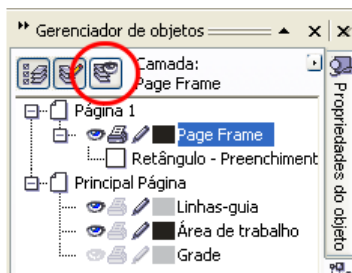 Gerenciador de objetos
Camada:
Page Frame
Página 1
Page Frame
Retângulo - Preenchiment
Principal Página
Linhas-guia
Área de trabalho
Grade
Propriedades do objeto